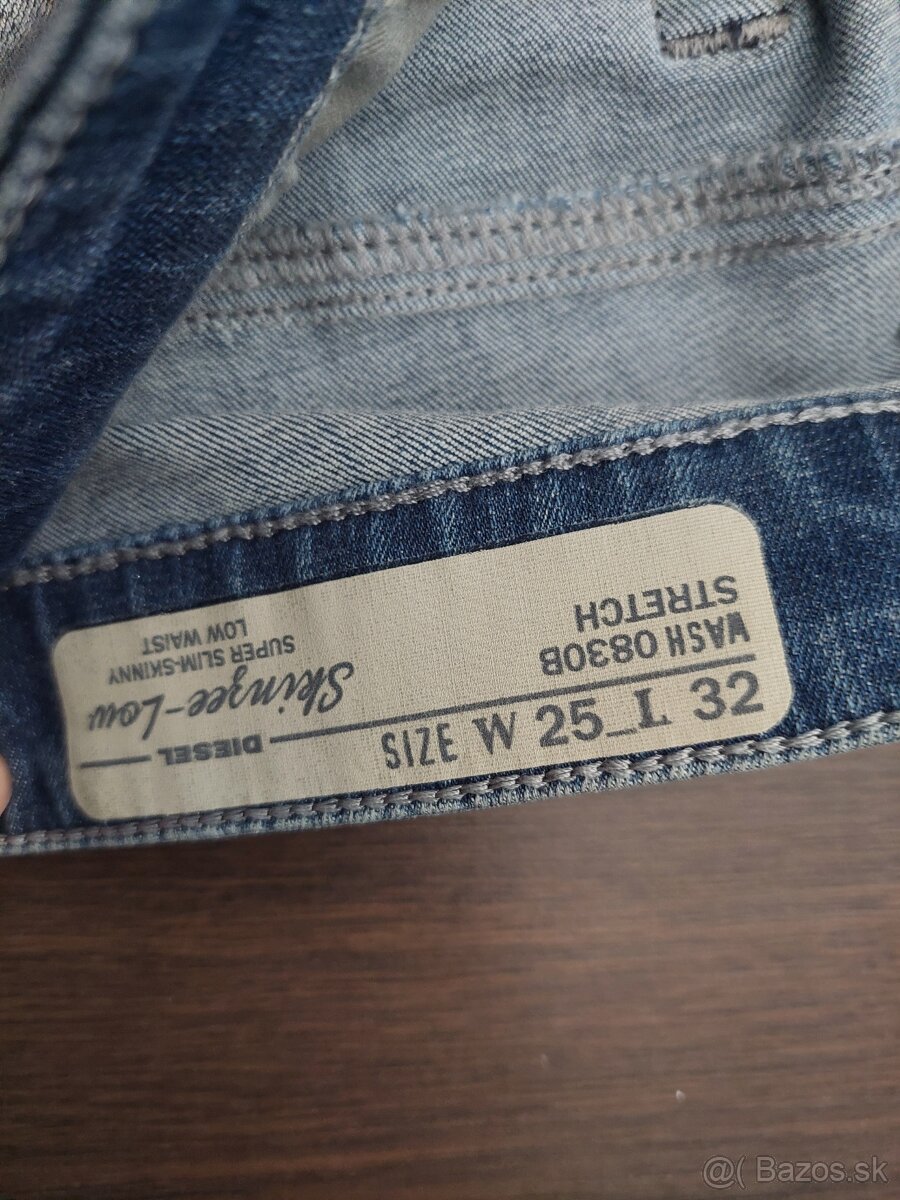 WASH 0830B
STRETCH
Skinzee-Low
SUPER SLIM-SKINNY
LOW WAIST
DIESEL
SIZE W 25_L 32
@( Bazos.sk